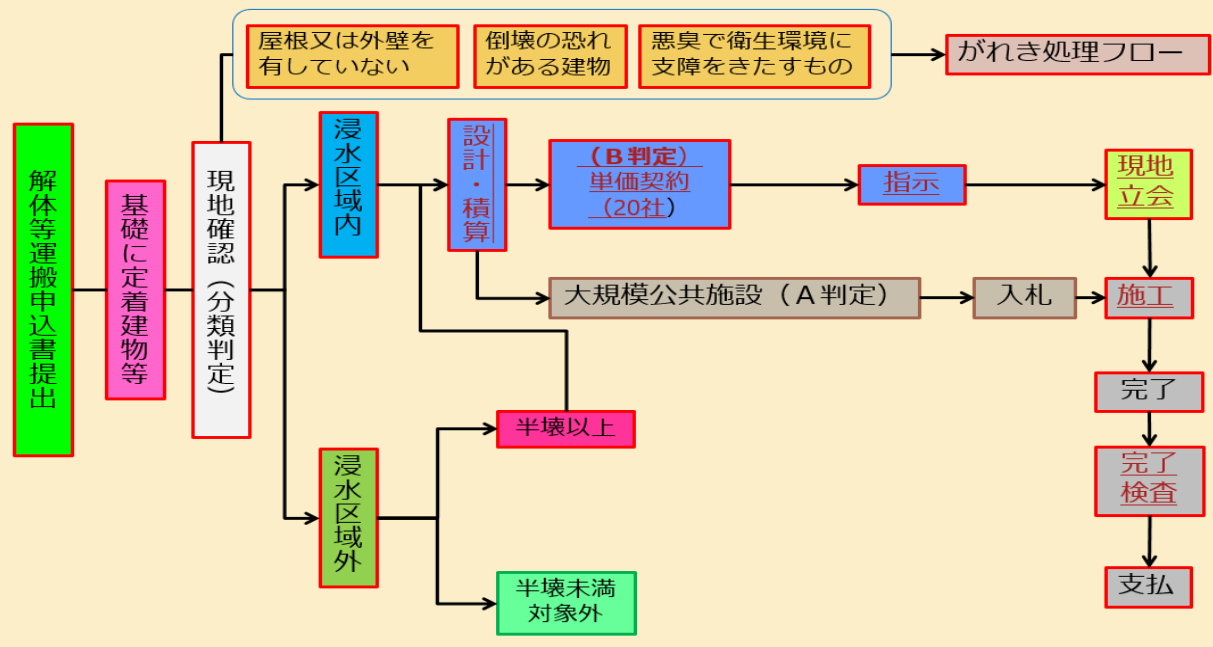 屋根又は外壁を
有していない
倒壊の恐れ
がある建物
悪臭で衛生環境に
支障をきたすもの
がれき処理フロー
解体等運搬申込書提出
基礎に定着建物等
現地確認（分類判定）
浸水区域内
設計・積算
（Ｂ判定）
単価契約
（20社）
指示
現地
立会
大規模公共施設（Ａ判定）
入札
施工
完了
完了
検査
支払
浸水区域外
半壊以上
半壊未満
対象外